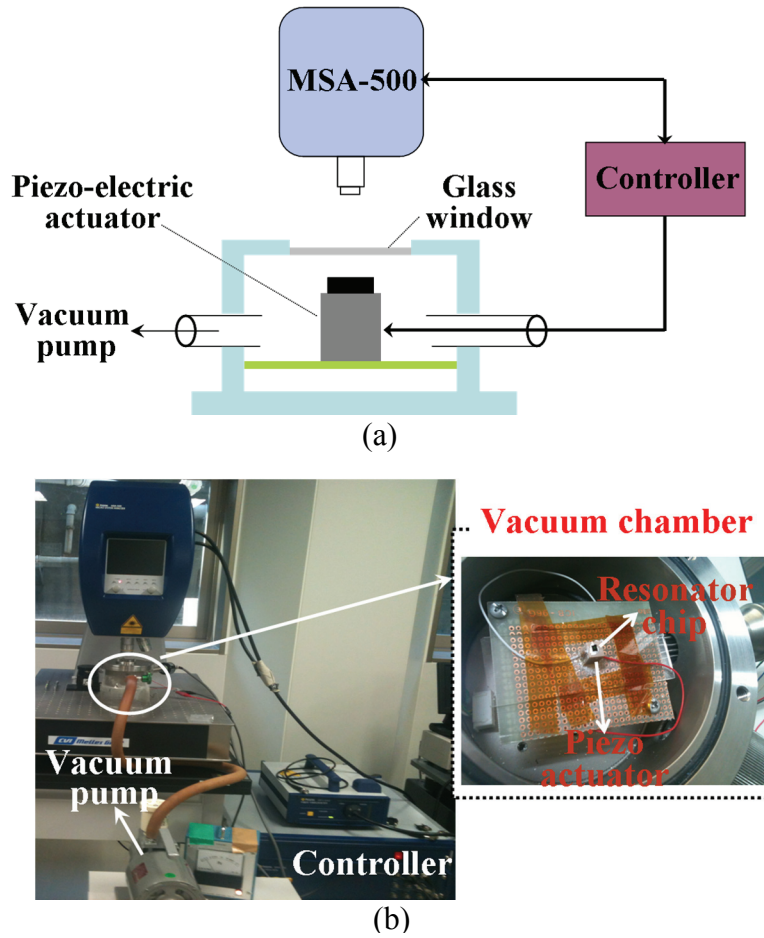 MSA-500
Controller
Piezo-electric
actuator
Glass
window
Vacuum
pump
(a)
Vacuum chamber
Resonator
chip
Piezo
actuator
Vacuum
pump
Controller
(b)